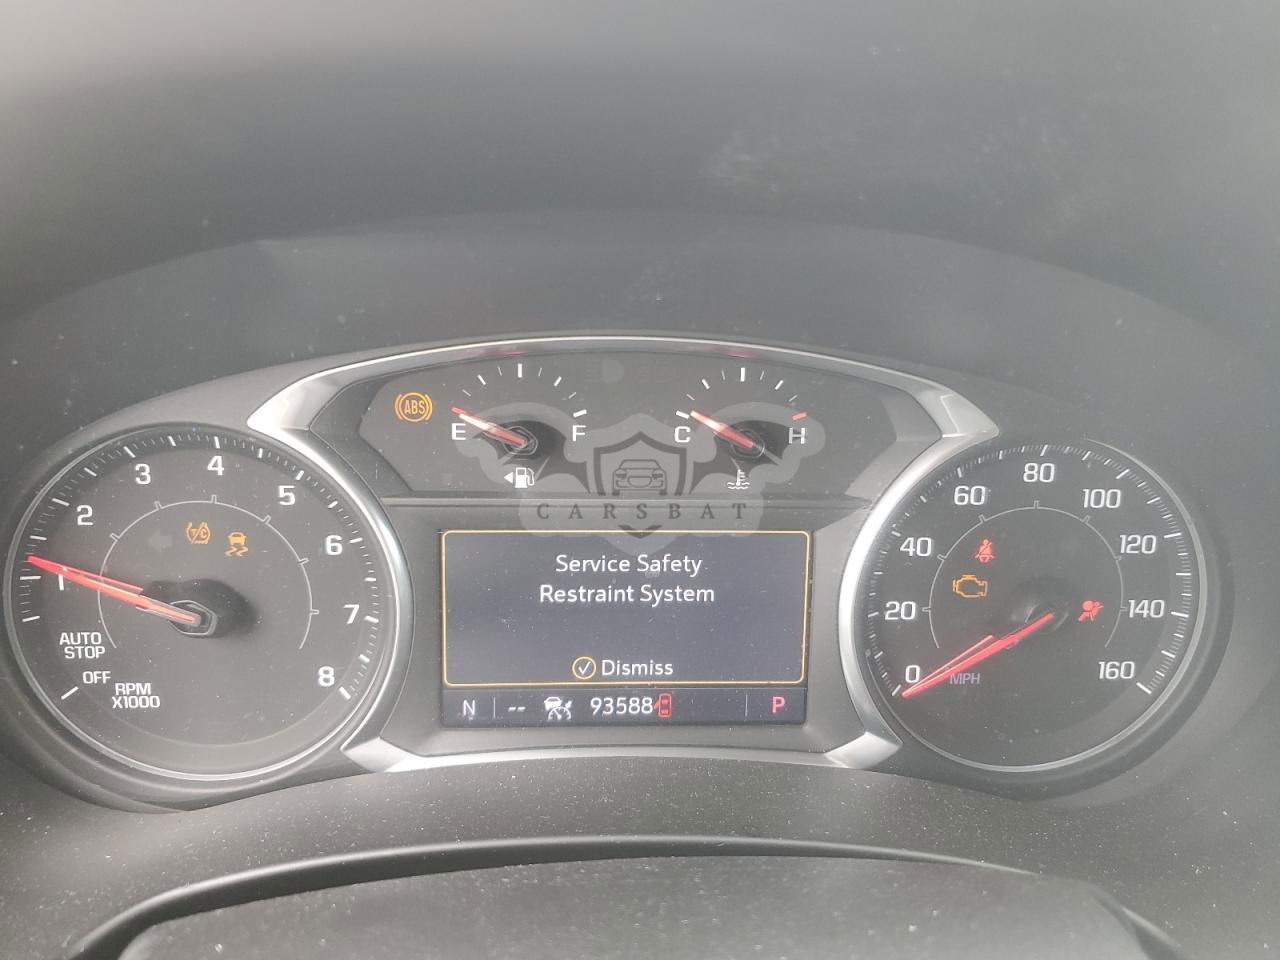 ABS
E
F
C
H
CARSBAT
1
2
3
4
5
6
7
8
T/C
AUTO
STOP
OFF
RPM
X1000
Service Safety
Restraint System
Dismiss
N
--
93588
P
0
20
40
60
80
100
120
140
160
MPH